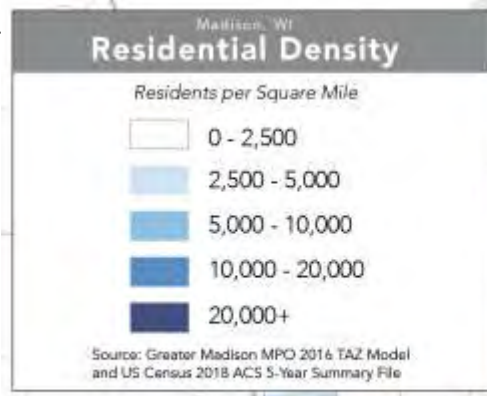 Madison, WI
Residential Density
Residents per Square Mile
0 - 2,500
2,500 - 5,000
5,000 - 10,000
10,000 - 20,000
20,000+
Source: Greater Madison MPO 2016 TAZ Model
and US Census 2018 ACS 5-Year Summary File